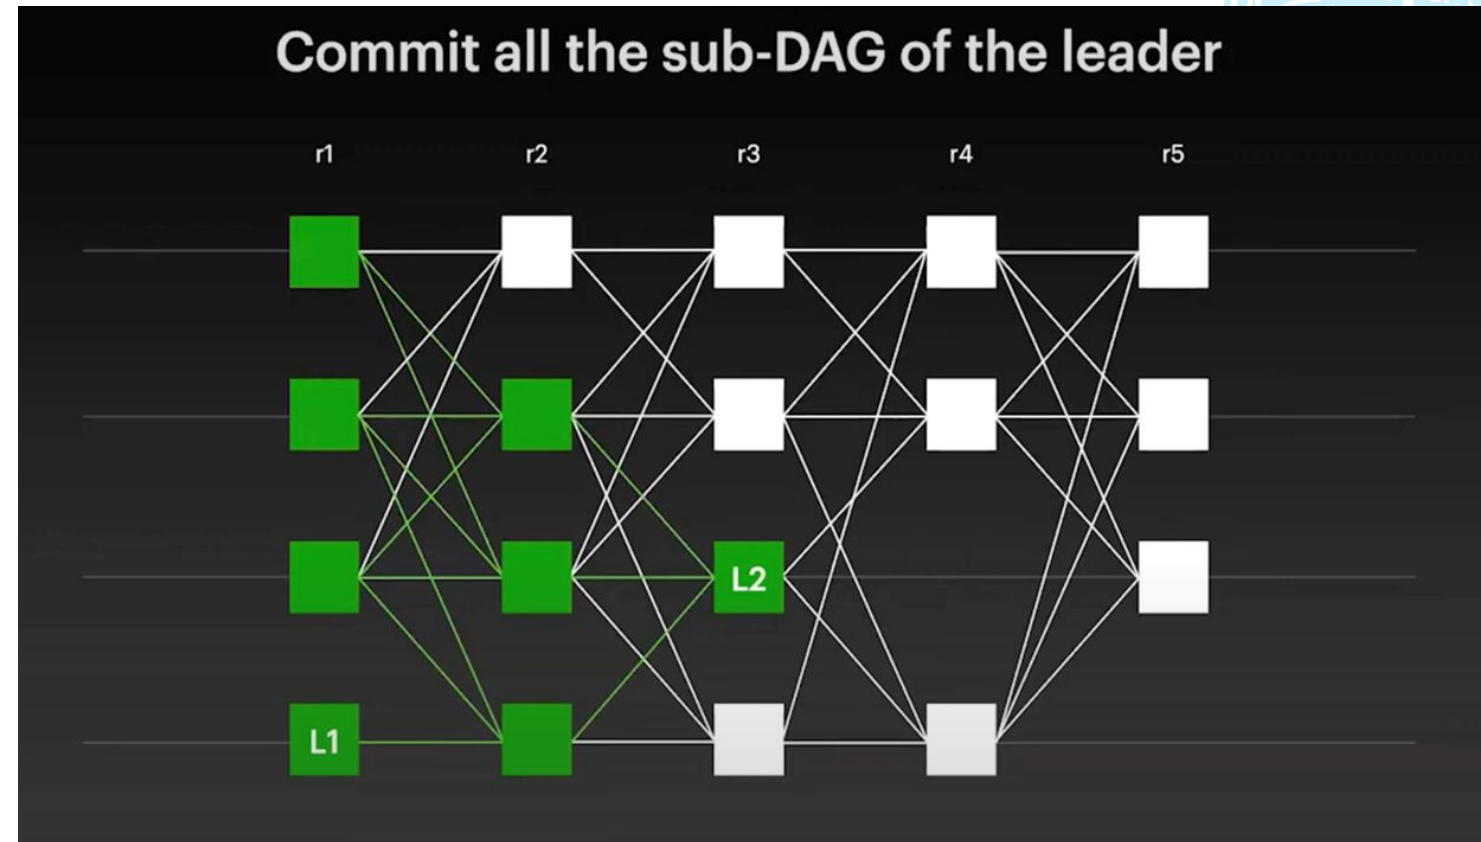 Commit all the sub-DAG of the leader
r1 r2 r3 r4 r5
L2
L1